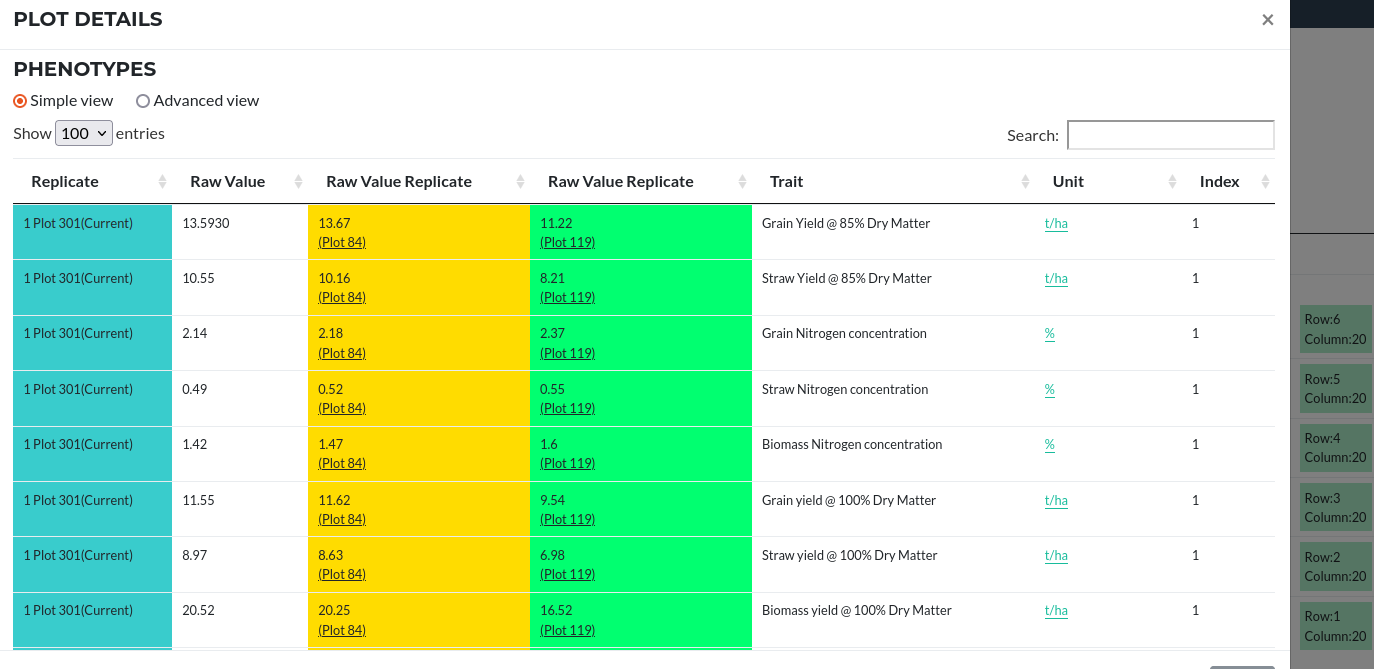 PLOT DETAILS ×
PHENOTYPES
Simple view Advanced view
Show 100 entries Search:
Replicate Raw Value Raw Value Replicate Raw Value Replicate Trait Unit Index
1 Plot 301(Current) 13.5930 13.67 11.22 Grain Yield @ 85% Dry Matter t/ha 1
(Plot 84) (Plot 119)
1 Plot 301(Current) 10.55 10.16 8.21 Straw Yield @ 85% Dry Matter t/ha 1
(Plot 84) (Plot 119)
1 Plot 301(Current) 2.14 2.18 2.37 Grain Nitrogen concentration % 1
(Plot 84) (Plot 119)
1 Plot 301(Current) 0.49 0.52 0.55 Straw Nitrogen concentration % 1
(Plot 84) (Plot 119)
1 Plot 301(Current) 1.42 1.47 1.6 Biomass Nitrogen concentration % 1
(Plot 84) (Plot 119)
1 Plot 301(Current) 11.55 11.62 9.54 Grain yield @ 100% Dry Matter t/ha 1
(Plot 84) (Plot 119)
1 Plot 301(Current) 8.97 8.63 6.98 Straw yield @ 100% Dry Matter t/ha 1
(Plot 84) (Plot 119)
1 Plot 301(Current) 20.52 20.25 16.52 Biomass yield @ 100% Dry Matter t/ha 1
(Plot 84) (Plot 119)
Row:6
Column:20
Row:5
Column:20
Row:4
Column:20
Row:3
Column:20
Row:2
Column:20
Row:1
Column:20